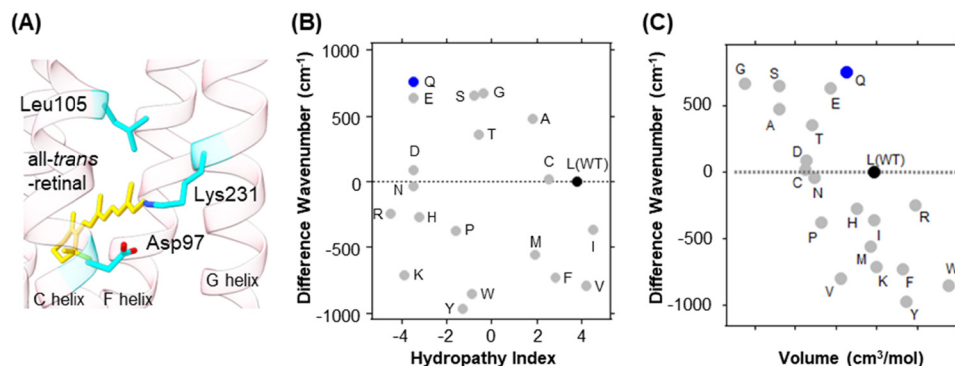 (A)
Leu105
all-trans
-retinal
Lys231
Asp97
C helix
F helix
G helix
(B)
Difference Wavenumber (cm-1)
1000
500
0
-500
-1000
Q
E
S
G
T
A
D
C
L(WT)
N
R
H
P
M
I
K
F
V
W
Y
-4
-2
0
2
4
Hydropathy Index
(C)
Difference Wavenumber (cm-1)
500
0
-500
-1000
G
S
Q
E
A
T
D
L(WT)
C
N
P
H
I
R
M
V
K
F
W
Y
Volume (cm3/mol)